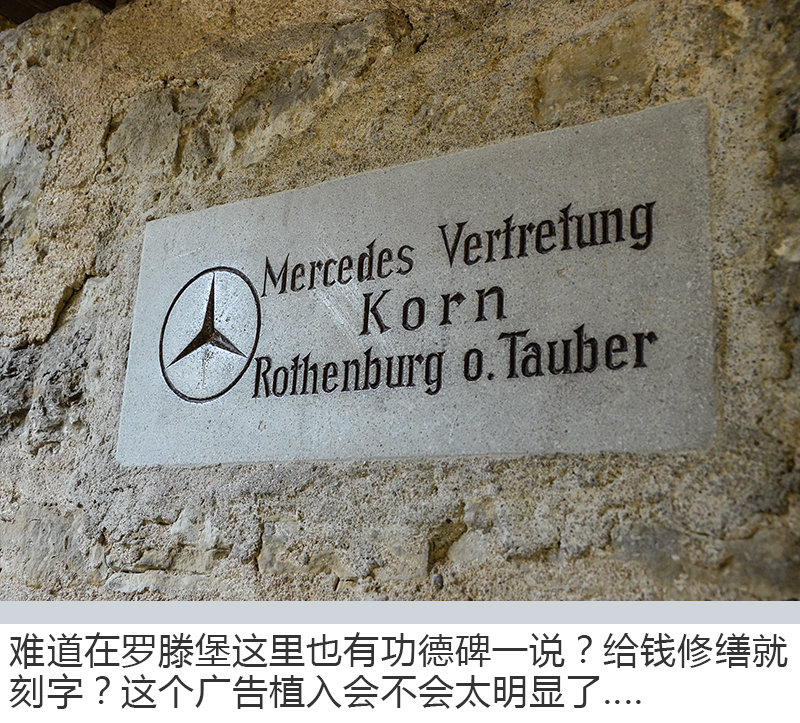 Mercedes Vertretung
Korn
Rothenburg o. Tauber
难道在罗滕堡这里也有功德碑一说？给钱修缮就
刻字？这个广告植入会不会太明显了....